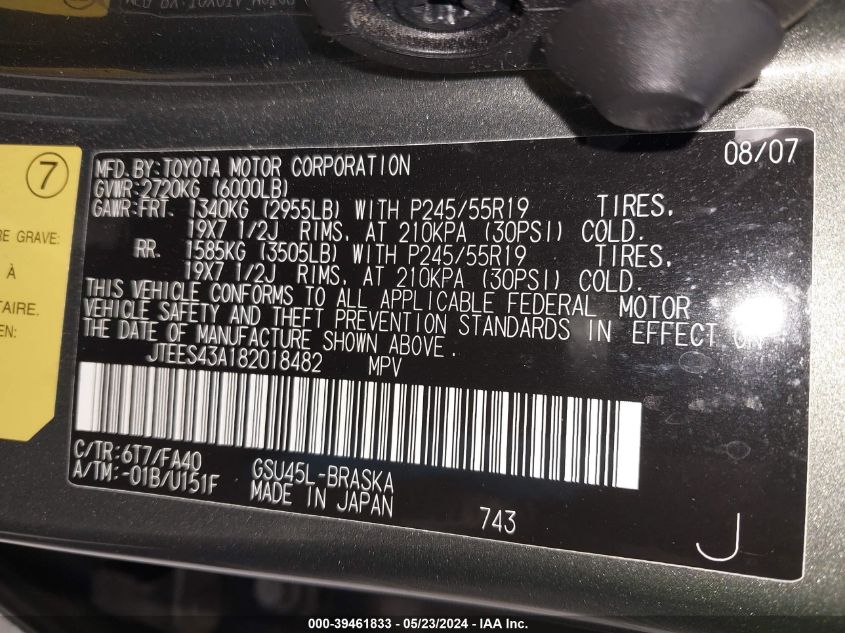 7
RE GRAVE:
À
TAIRE.
EN:
MFD. BY: TOYOTA MOTOR CORPORATION 08/07
GVWR: 2720KG (6000LB)
GAWR: FRT. 1340KG (2955LB) WITH P245/55R19 TIRES,
19X7 1/2J RIMS, AT 210KPA (30PSI) COLD.
RR. 1585KG (3505LB) WITH P245/55R19 TIRES,
19X7 1/2J RIMS, AT 210KPA (30PSI) COLD.
THIS VEHICLE CONFORMS TO ALL APPLICABLE FEDERAL MOTOR
VEHICLE SAFETY AND THEFT PREVENTION STANDARDS IN EFFECT ON
THE DATE OF MANUFACTURE SHOWN ABOVE.
JTEES43A182018482 MPV
C/TR: 6T7/FA40
A/TM: -01B/U151F
GSU45L-BRASKA
MADE IN JAPAN
743
J
000-39461833 - 05/23/2024 - IAA Inc.